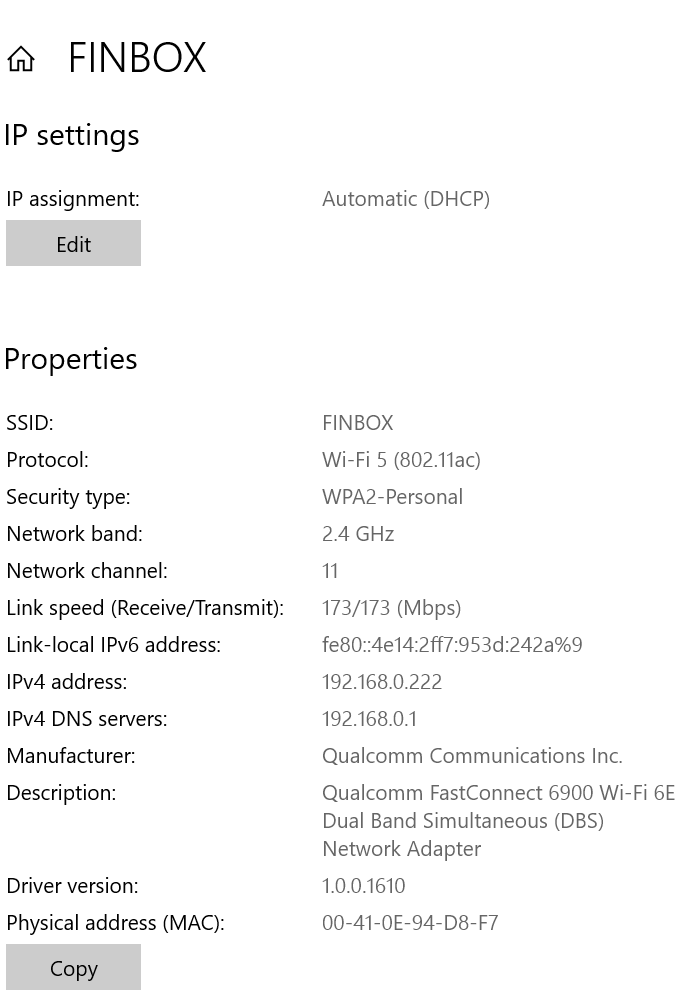 FINBOX
IP settings
IP assignment: Automatic (DHCP)
Edit
Properties
SSID: FINBOX
Protocol: Wi-Fi 5 (802.11ac)
Security type: WPA2-Personal
Network band: 2.4 GHz
Network channel: 11
Link speed (Receive/Transmit): 173/173 (Mbps)
Link-local IPv6 address: fe80::4e14:2ff7:953d:242a%9
IPv4 address: 192.168.0.222
IPv4 DNS servers: 192.168.0.1
Manufacturer: Qualcomm Communications Inc.
Description: Qualcomm FastConnect 6900 Wi-Fi 6E
Dual Band Simultaneous (DBS)
Network Adapter
Driver version: 1.0.0.1610
Physical address (MAC): 00-41-0E-94-D8-F7
Copy